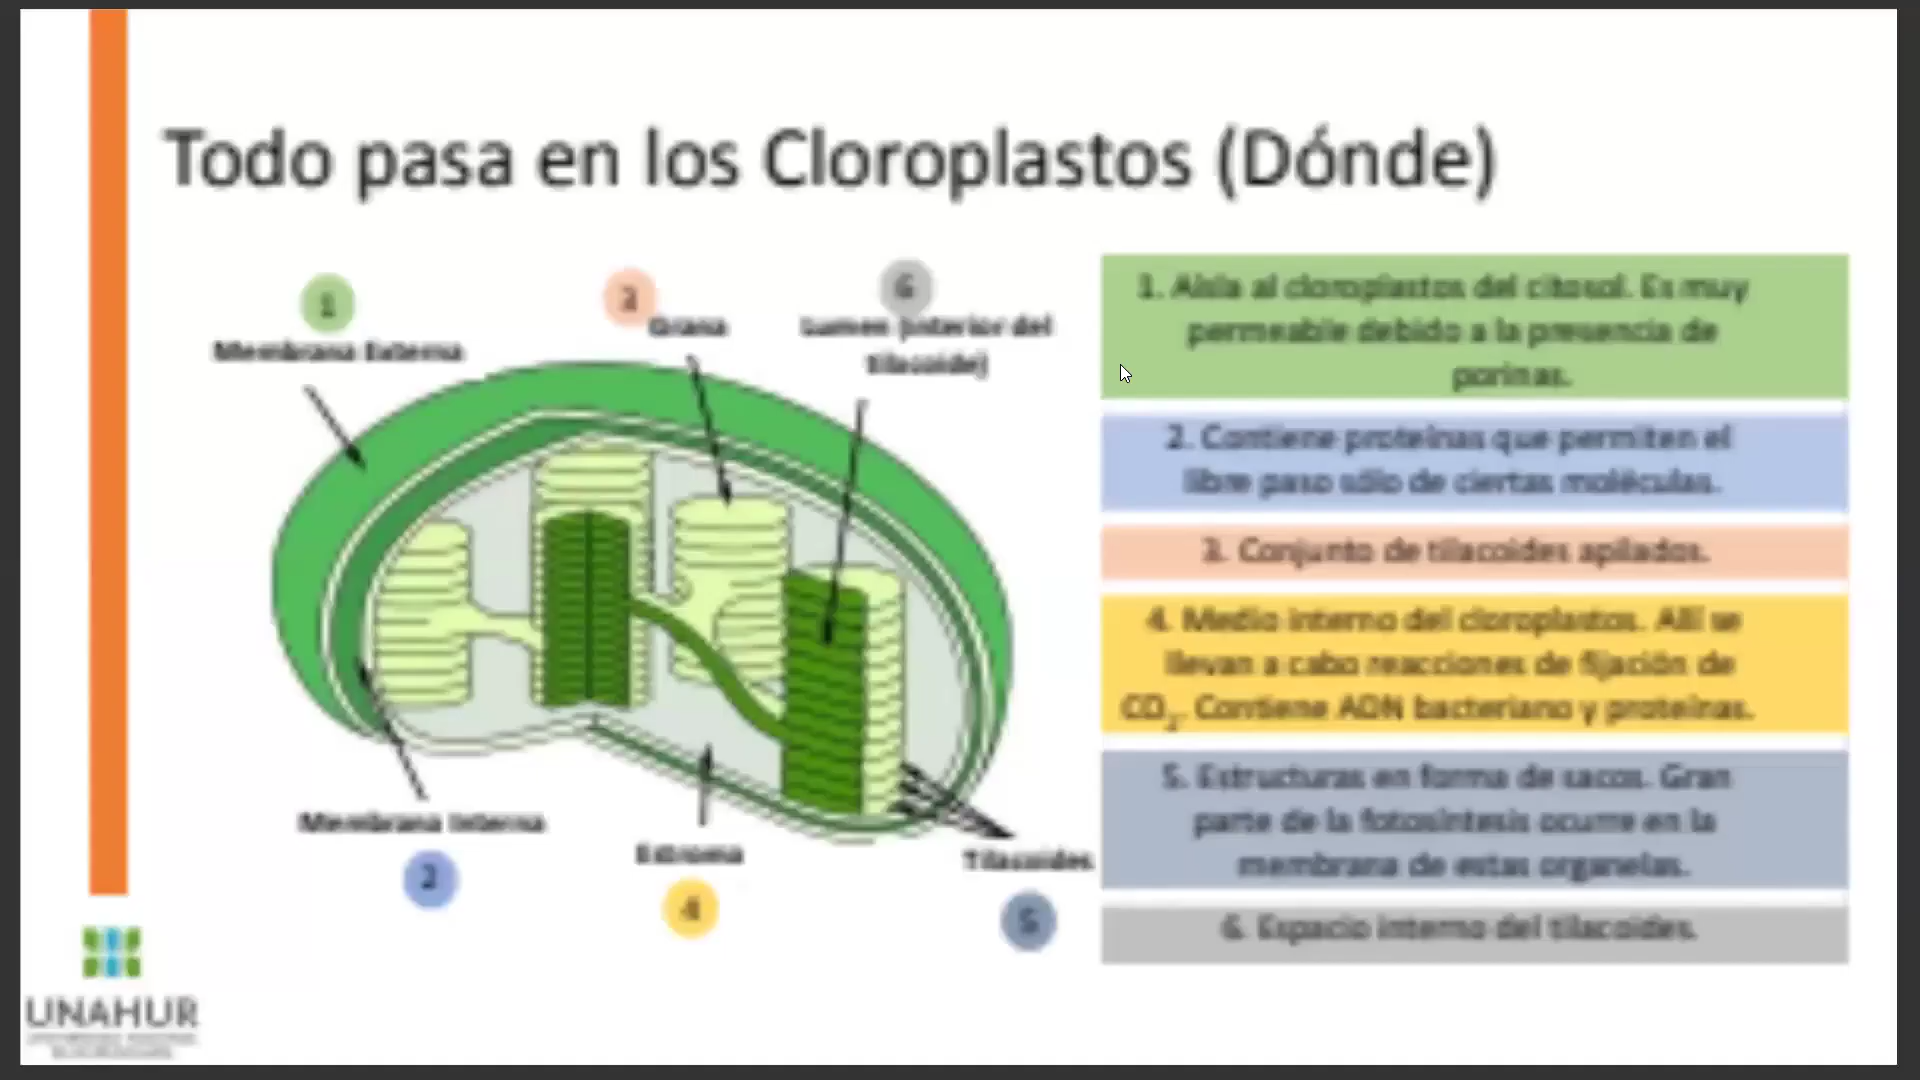 Todo pasa en los Cloroplastos (Dónde)
1
3
6
Membrana Externa
Grana
Lumen (interior del
tilacoide)
Membrana Interna
2
Estroma
4
Tilacoides
5
1. Aísla al cloroplastos del citosol. Es muy
permeable debido a la presencia de
porinas.
2. Contiene proteínas que permiten el
libre paso sólo de ciertas moléculas.
3. Conjunto de tilacoides apilados.
4. Medio interno del cloroplastos. Allí se
llevan a cabo reacciones de fijación de
CO2. Contiene ADN bacteriano y proteínas.
5. Estructuras en forma de sacos. Gran
parte de la fotosíntesis ocurre en la
membrana de estas organelas.
6. Espacio interno del tilacoides.
UNAHUR